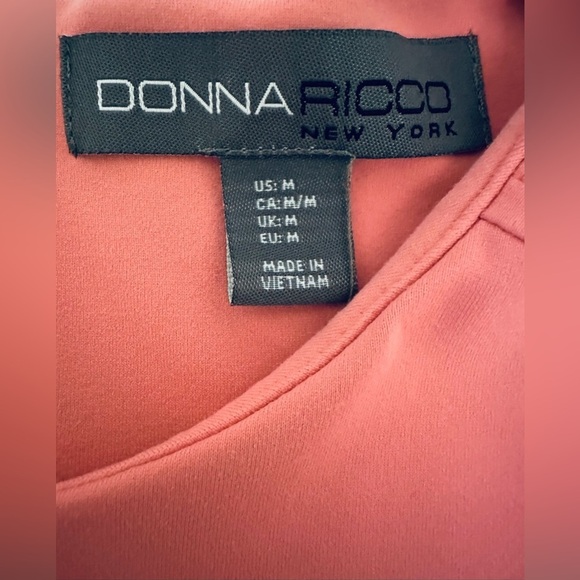 DONNA RICCO
NEW YORK
US: M
CA: M/M
UK: M
EU: M
MADE IN
VIETNAM